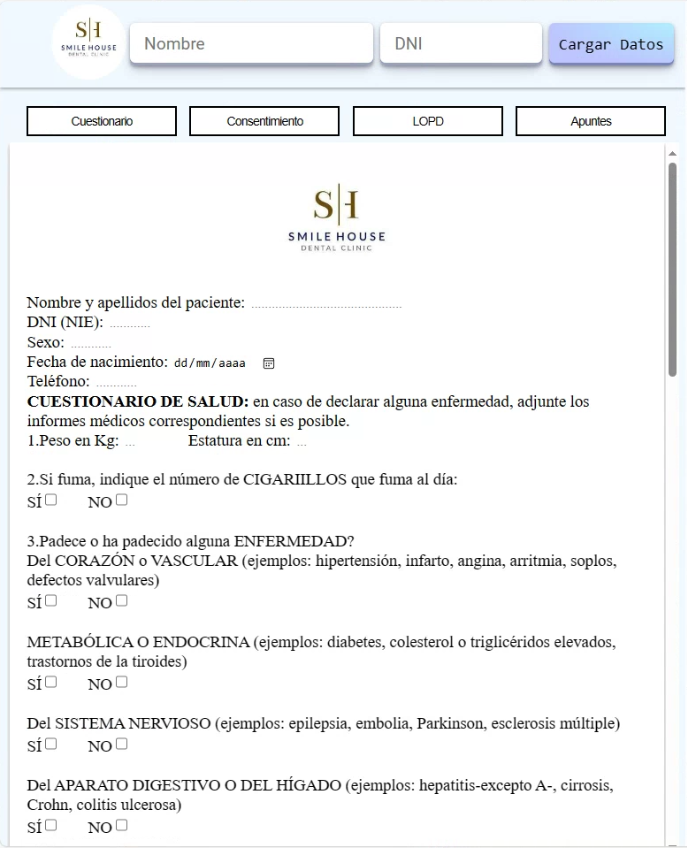 SH
SMILE HOUSE
DENTAL CLINIC
Nombre
DNI
Cargar Datos
Cuestionario
Consentimiento
LOPD
Apuntes
SH
SMILE HOUSE
DENTAL CLINIC
Nombre y apellidos del paciente: ............................................
DNI (NIE): ............
Sexo: ............
Fecha de nacimiento: dd/mm/aaaa
Teléfono: ............
CUESTIONARIO DE SALUD: en caso de declarar alguna enfermedad, adjunte los
informes médicos correspondientes si es posible.
1.Peso en Kg: ... Estatura en cm: ...
2.Si fuma, indique el número de CIGARIILLOS que fuma al día:
SÍ NO
3.Padece o ha padecido alguna ENFERMEDAD?
Del CORAZÓN o VASCULAR (ejemplos: hipertensión, infarto, angina, arritmia, soplos,
defectos valvulares)
SÍ NO
METABÓLICA O ENDOCRINA (ejemplos: diabetes, colesterol o triglicéridos elevados,
trastornos de la tiroides)
SÍ NO
Del SISTEMA NERVIOSO (ejemplos: epilepsia, embolia, Parkinson, esclerosis múltiple)
SÍ NO
Del APARATO DIGESTIVO O DEL HÍGADO (ejemplos: hepatitis-excepto A-, cirrosis,
Crohn, colitis ulcerosa)
SÍ NO